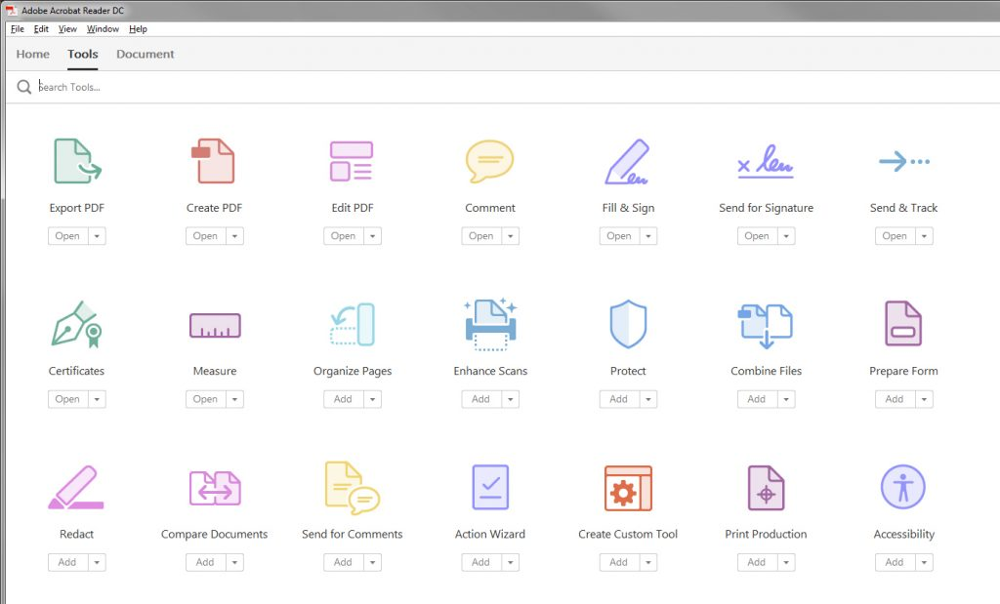 Adobe Acrobat Reader DC
File Edit View Window Help
Home Tools Document
Search Tools...
Export PDF Create PDF Edit PDF Comment Fill & Sign Send for Signature Send & Track
Open Open Open Open Open Open Open
Certificates Measure Organize Pages Enhance Scans Protect Combine Files Prepare Form
Open Open Add Add Add Add Add
Redact Compare Documents Send for Comments Action Wizard Create Custom Tool Print Production Accessibility
Add Add Add Add Add Add Add